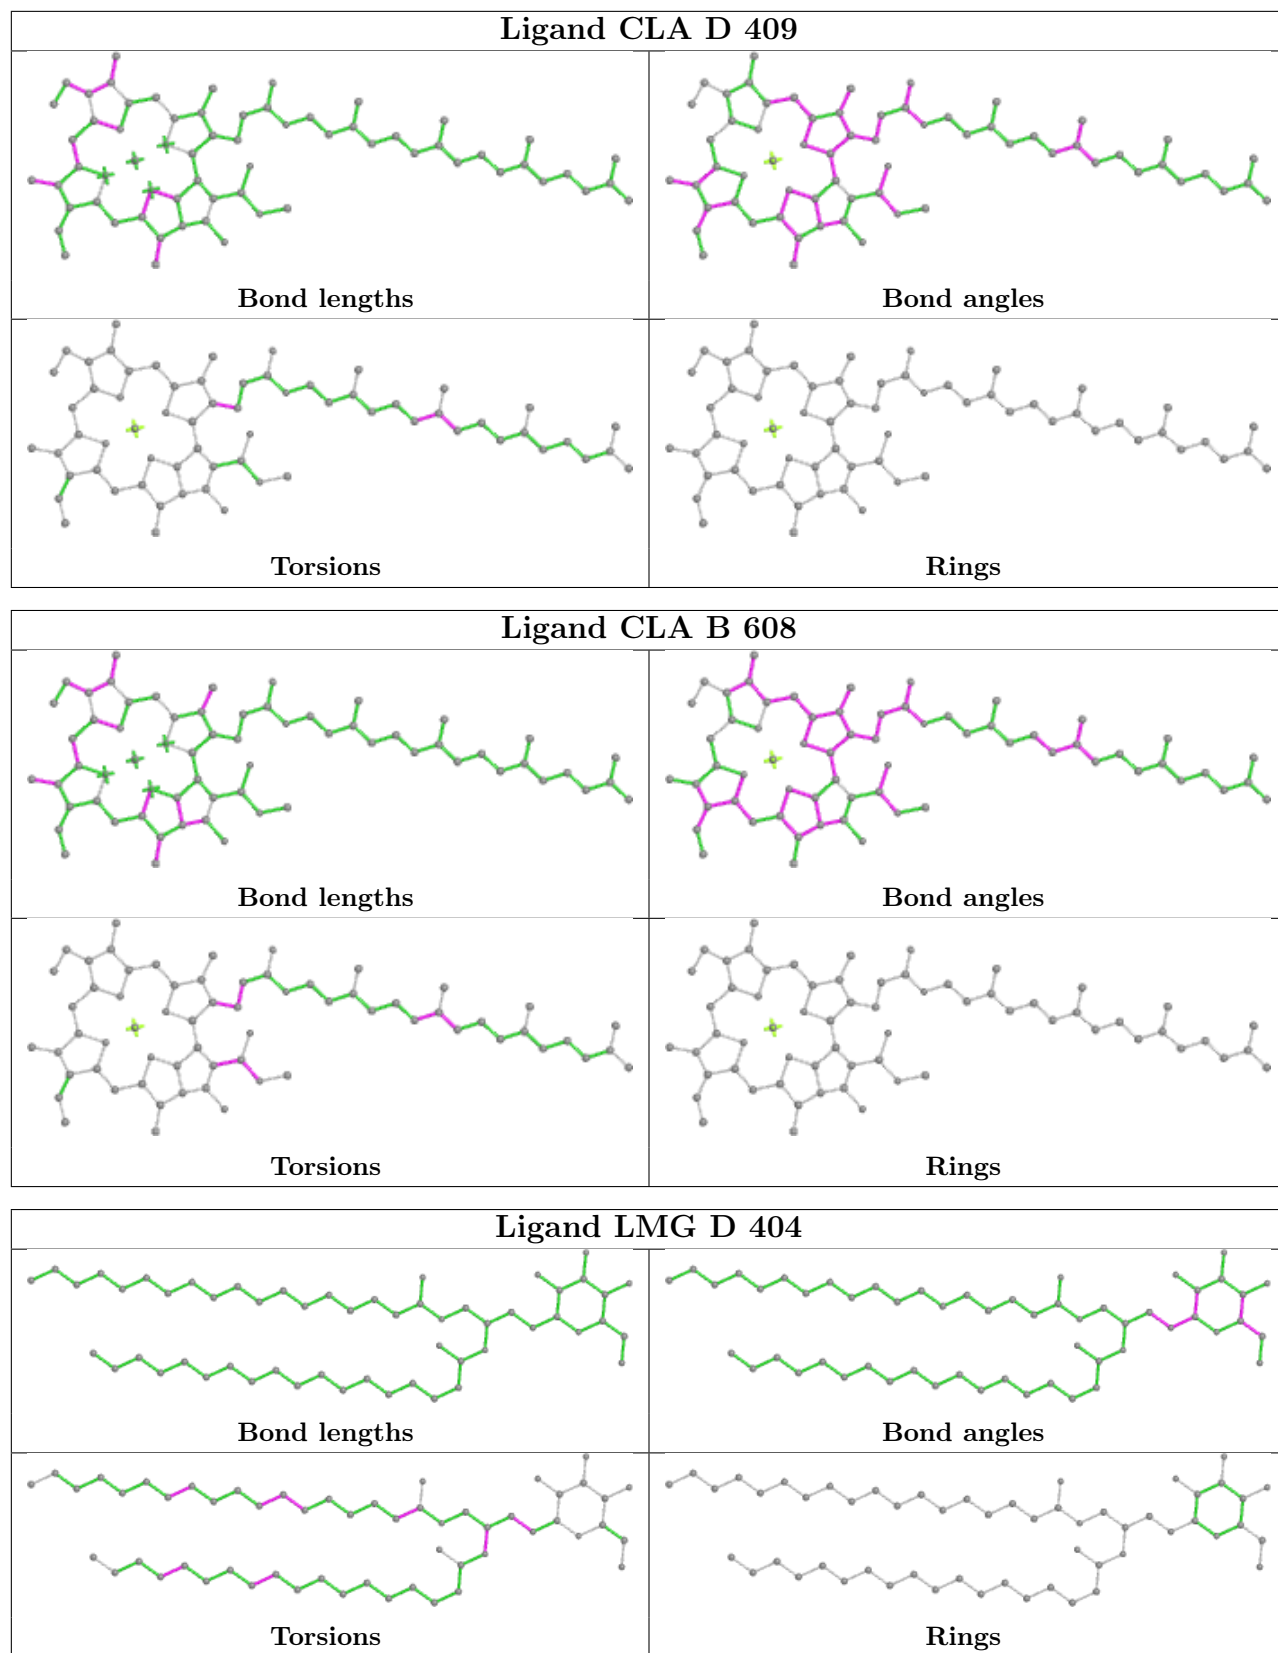 Ligand CLA D 409
Bond lengths
Bond angles
Torsions
Rings
Ligand CLA B 608
Bond lengths
Bond angles
Torsions
Rings
Ligand LMG D 404
Bond lengths
Bond angles
Torsions
Rings